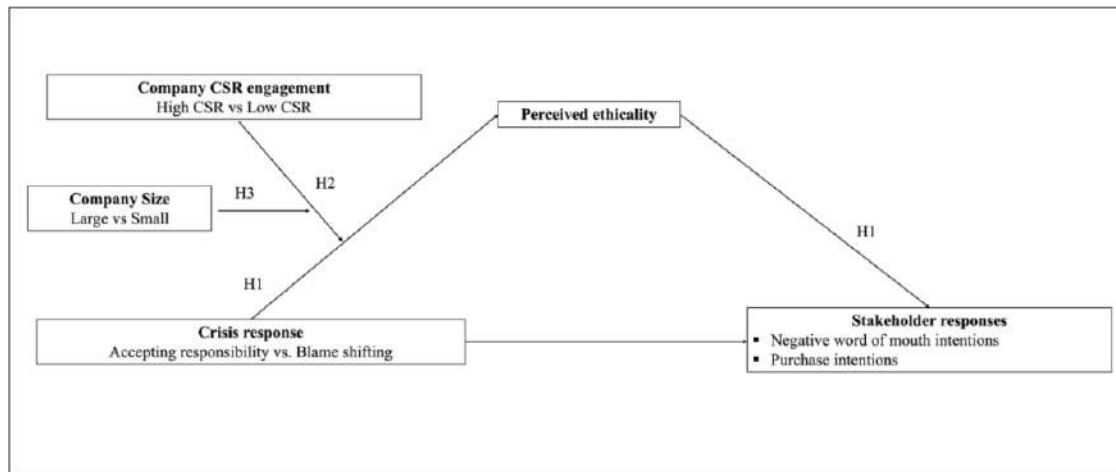 Company CSR engagement
High CSR vs Low CSR
Perceived ethicality
H3
H2
Company Size
Large vs Small
H1
H1
Crisis response
Accepting responsibility vs. Blame shifting
Stakeholder responses
▪ Negative word of mouth intentions
▪ Purchase intentions